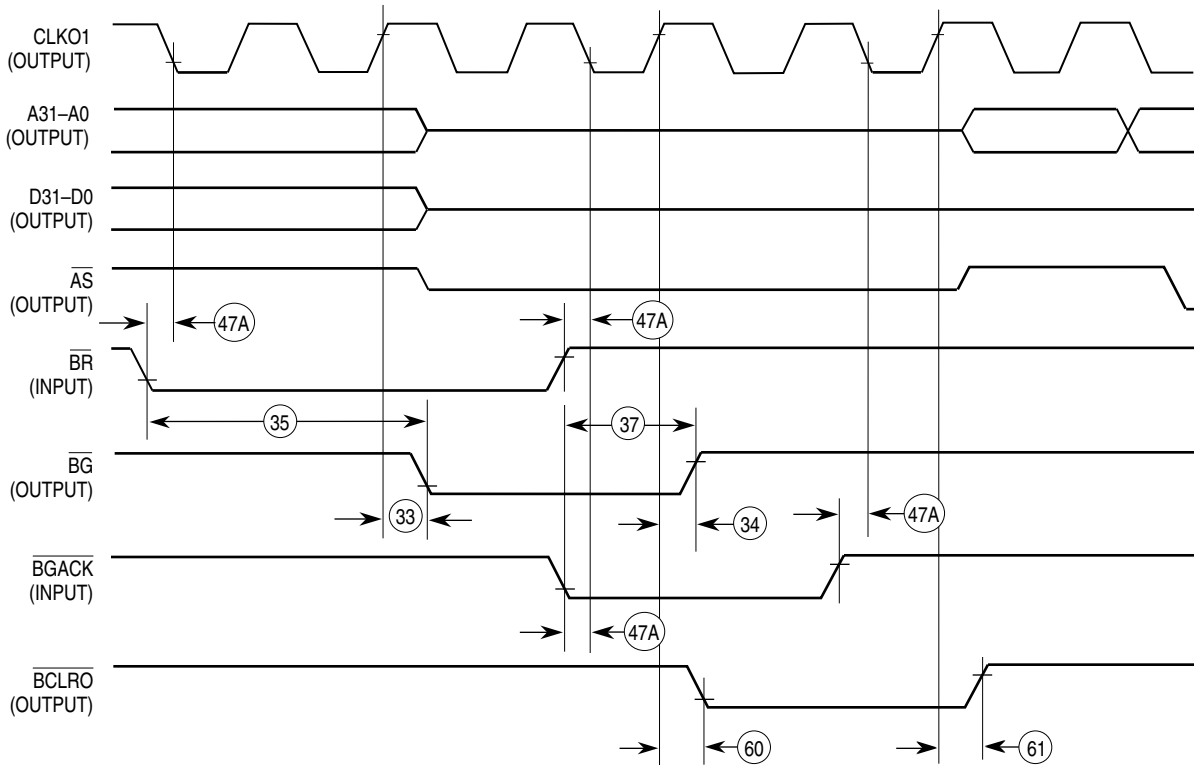 CLKO1
(OUTPUT)
A31–A0
(OUTPUT)
D31–D0
(OUTPUT)
AS
(OUTPUT)
47A
47A
BR
(INPUT)
35
37
BG
(OUTPUT)
33
34
47A
BGACK
(INPUT)
47A
BCLRO
(OUTPUT)
60
61